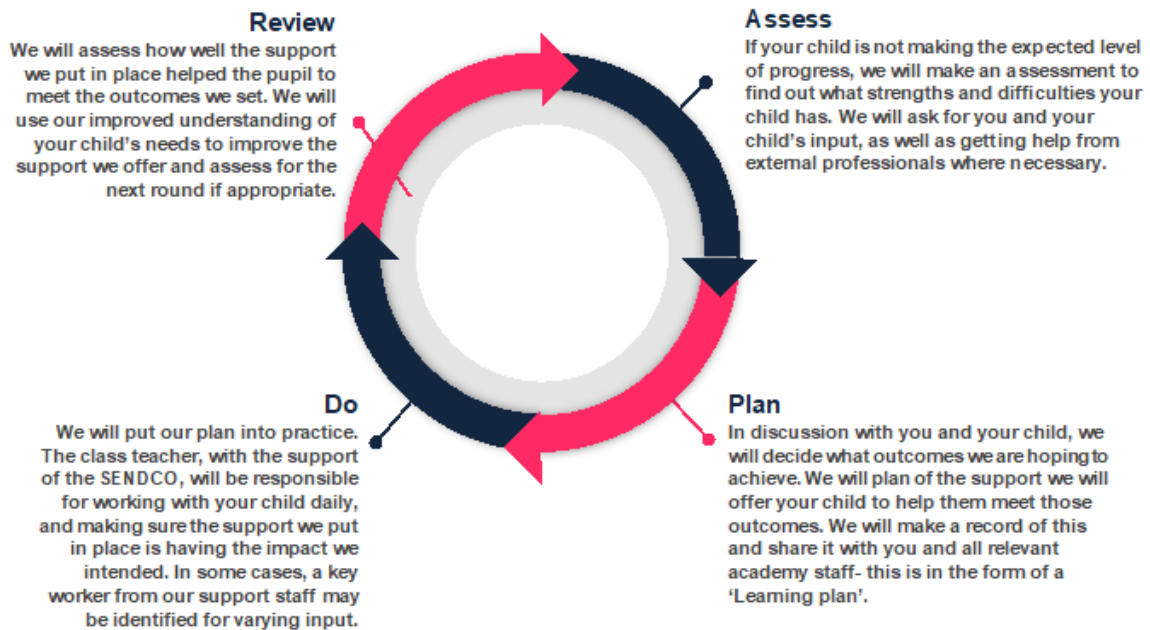 Assess
If your child is not making the expected level
of progress, we will make an assessment to
find out what strengths and difficulties your
child has. We will ask for you and your
child's input, as well as getting help from
external professionals where necessary.
Plan
In discussion with you and your child, we
will decide what outcomes we are hoping to
achieve. We will plan of the support we will
offer your child to help them meet those
outcomes. We will make a record of this
and share it with you and all relevant
academy staff- this is in the form of a
‘Learning plan’.
Do
We will put our plan into practice.
The class teacher, with the support
of the SENDCO, will be responsible
for working with your child daily,
and making sure the support we put
in place is having the impact we
intended. In some cases, a key
worker from our support staff may
be identified for varying input.
Review
We will assess how well the support
we put in place helped the pupil to
meet the outcomes we set. We will
use our improved understanding of
your child’s needs to improve the
support we offer and assess for the
next round if appropriate.